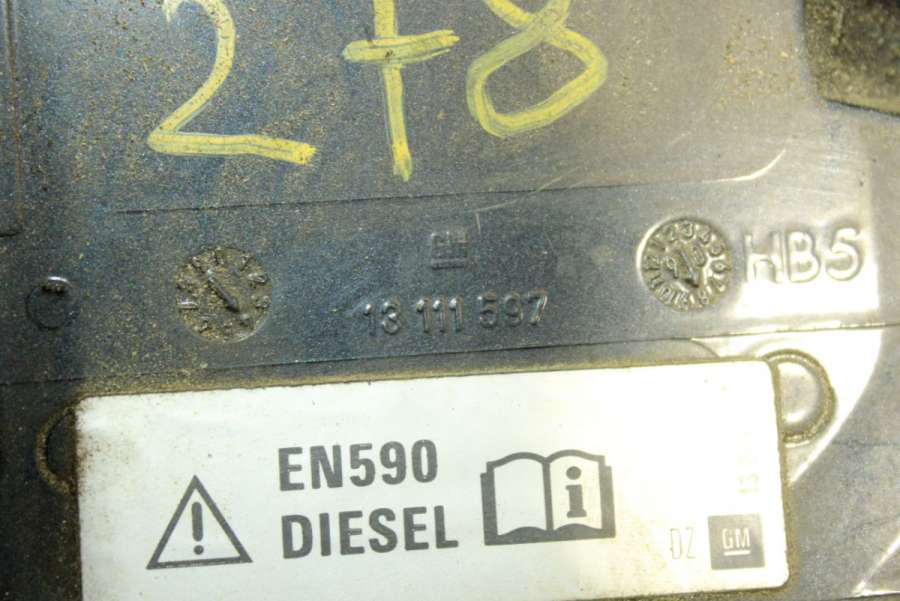 278
GM
HB5
13 111 597
EN590
DIESEL
i
DZ GM